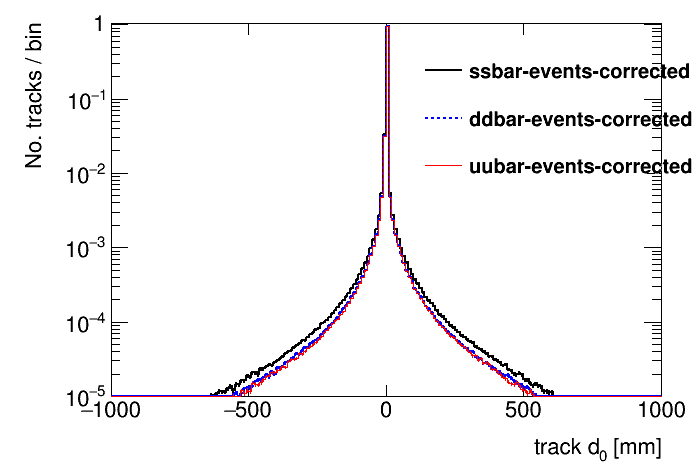 No. tracks / bin
1
10⁻¹
10⁻²
10⁻³
10⁻⁴
10⁻⁵
ssbar-events-corrected
ddbar-events-corrected
uubar-events-corrected
−1000 −500 0 500 1000
track d₀ [mm]